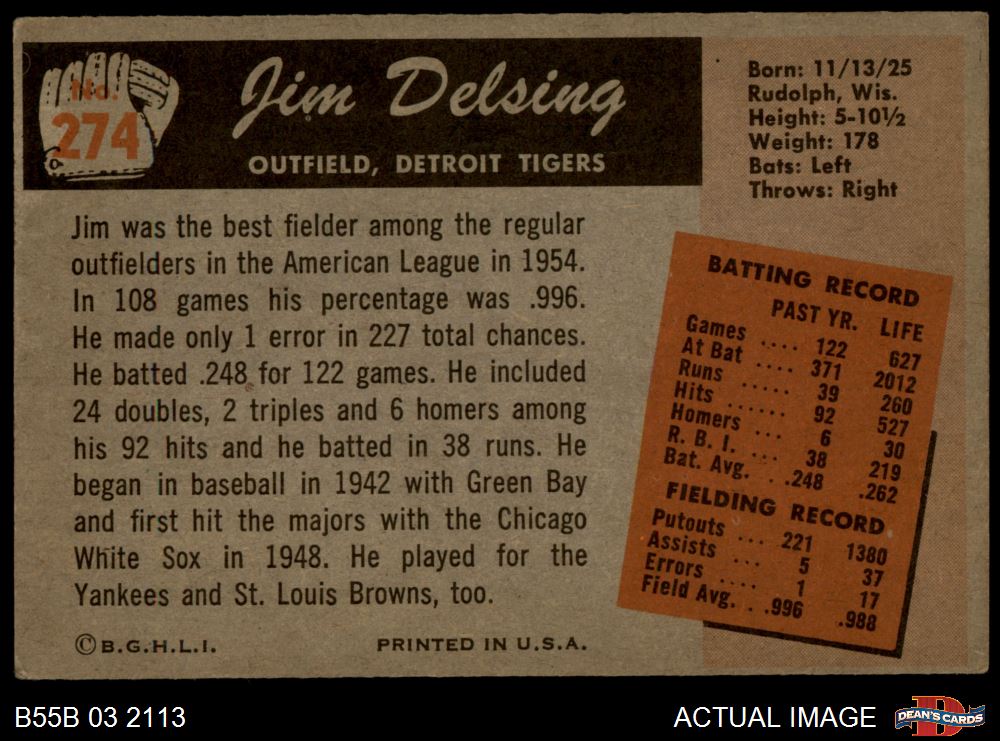 No.
274
Jim Delsing
OUTFIELD, DETROIT TIGERS
Born: 11/13/25
Rudolph, Wis.
Height: 5-10½
Weight: 178
Bats: Left
Throws: Right
Jim was the best fielder among the regular
outfielders in the American League in 1954.
In 108 games his percentage was .996.
He made only 1 error in 227 total chances.
He batted .248 for 122 games. He included
24 doubles, 2 triples and 6 homers among
his 92 hits and he batted in 38 runs. He
began in baseball in 1942 with Green Bay
and first hit the majors with the Chicago
White Sox in 1948. He played for the
Yankees and St. Louis Browns, too.
BATTING RECORD
PAST YR. LIFE
Games .... 122 627
At Bat .... 371 2012
Runs ..... 39 260
Hits ...... 92 527
Homers ... 6 30
R. B. I. ... 38 219
Bat. Avg. .. .248 .262
FIELDING RECORD
Putouts ... 221 1380
Assists ... 5 37
Errors .... 1 17
Field Avg. . .996 .988
©B.G.H.L.I.
PRINTED IN U.S.A.
B55B 03 2113
ACTUAL IMAGE
DEAN'S CARDS